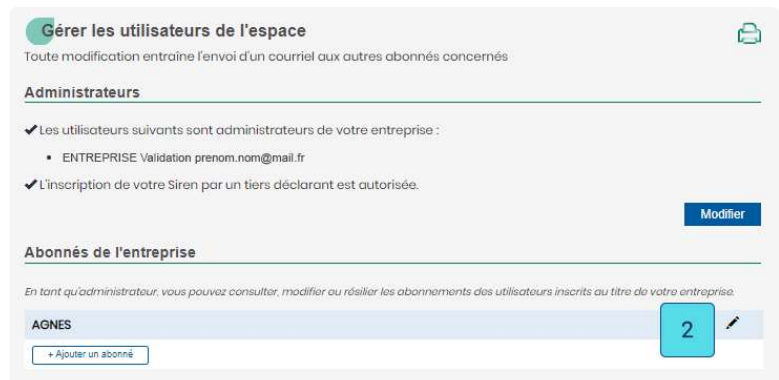 Gérer les utilisateurs de l'espace
Toute modification entraîne l'envoi d'un courriel aux autres abonnés concernés
Administrateurs
✔Les utilisateurs suivants sont administrateurs de votre entreprise :
• ENTREPRISE Validation prenom.nom@mail.fr
✔L'inscription de votre Siren par un tiers déclarant est autorisée.
Modifier
Abonnés de l'entreprise
En tant qu'administrateur, vous pouvez consulter, modifier ou résilier les abonnements des utilisateurs inscrits au titre de votre entreprise.
AGNES
2
+ Ajouter un abonné